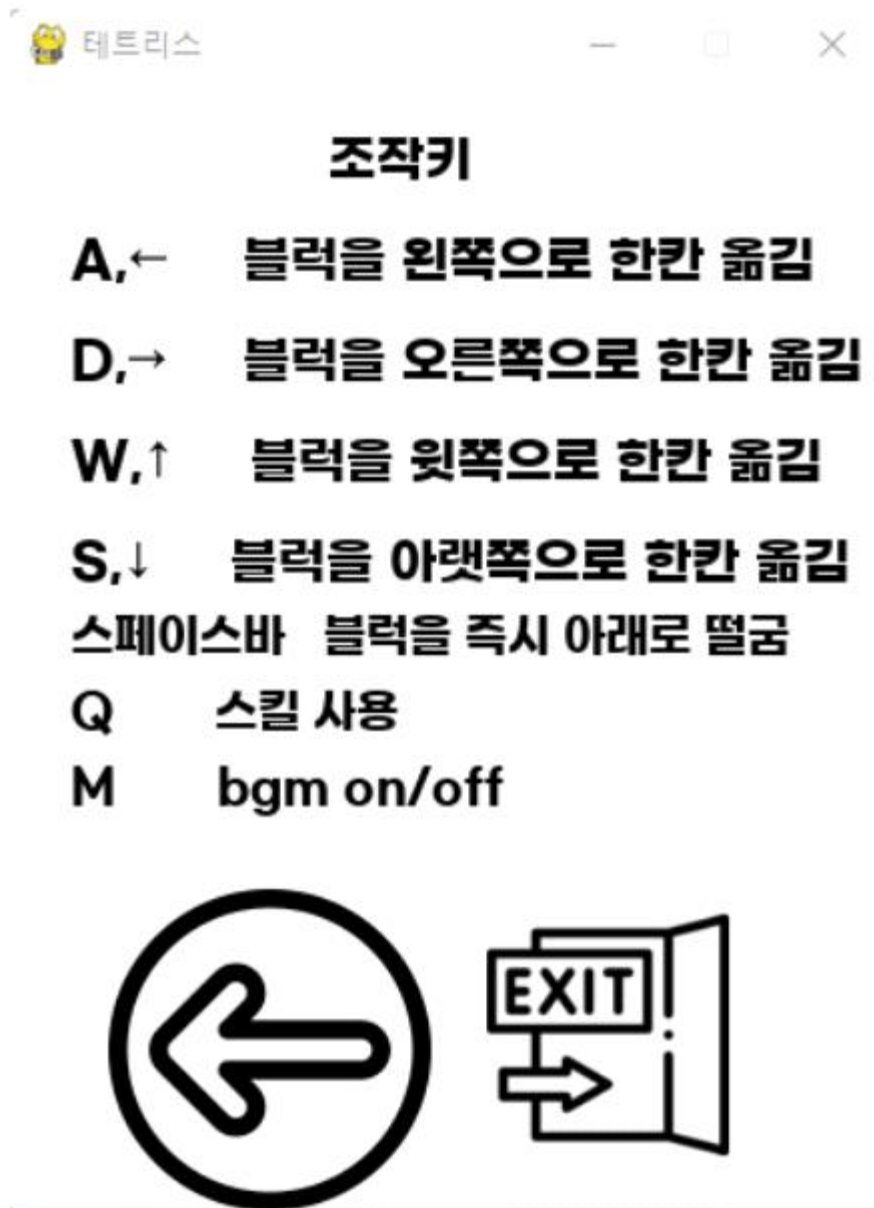 테트리스
조작키
A,← 블럭을 왼쪽으로 한칸 옮김
D,→ 블럭을 오른쪽으로 한칸 옮김
W,↑ 블럭을 윗쪽으로 한칸 옮김
S,↓ 블럭을 아랫쪽으로 한칸 옮김
스페이스바 블럭을 즉시 아래로 떨굼
Q 스킬 사용
M bgm on/off
EXIT